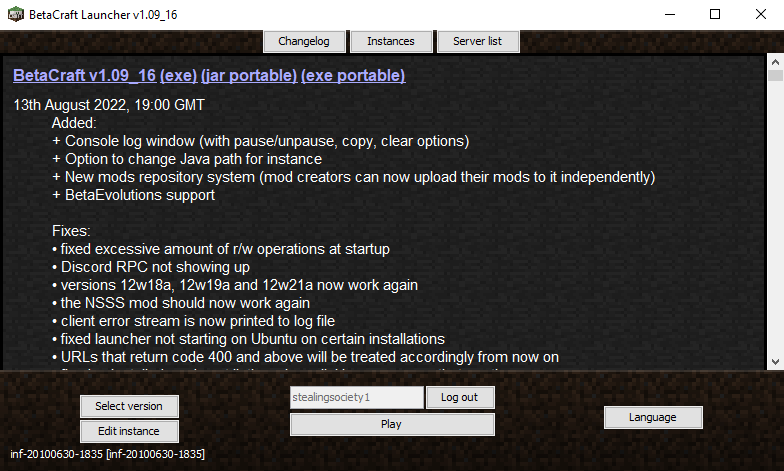 BetaCraft Launcher v1.09_16
Changelog
Instances
Server list
BetaCraft v1.09_16 (exe) (jar portable) (exe portable)
13th August 2022, 19:00 GMT
Added:
+ Console log window (with pause/unpause, copy, clear options)
+ Option to change Java path for instance
+ New mods repository system (mod creators can now upload their mods to it independently)
+ BetaEvolutions support
Fixes:
• fixed excessive amount of r/w operations at startup
• Discord RPC not showing up
• versions 12w18a, 12w19a and 12w21a now work again
• the NSSS mod should now work again
• client error stream is now printed to log file
• fixed launcher not starting on Ubuntu on certain installations
• URLs that return code 400 and above will be treated accordingly from now on
Select version
stealingsociety1
Log out
Edit instance
Play
Language
inf-20100630-1835 [inf-20100630-1835]